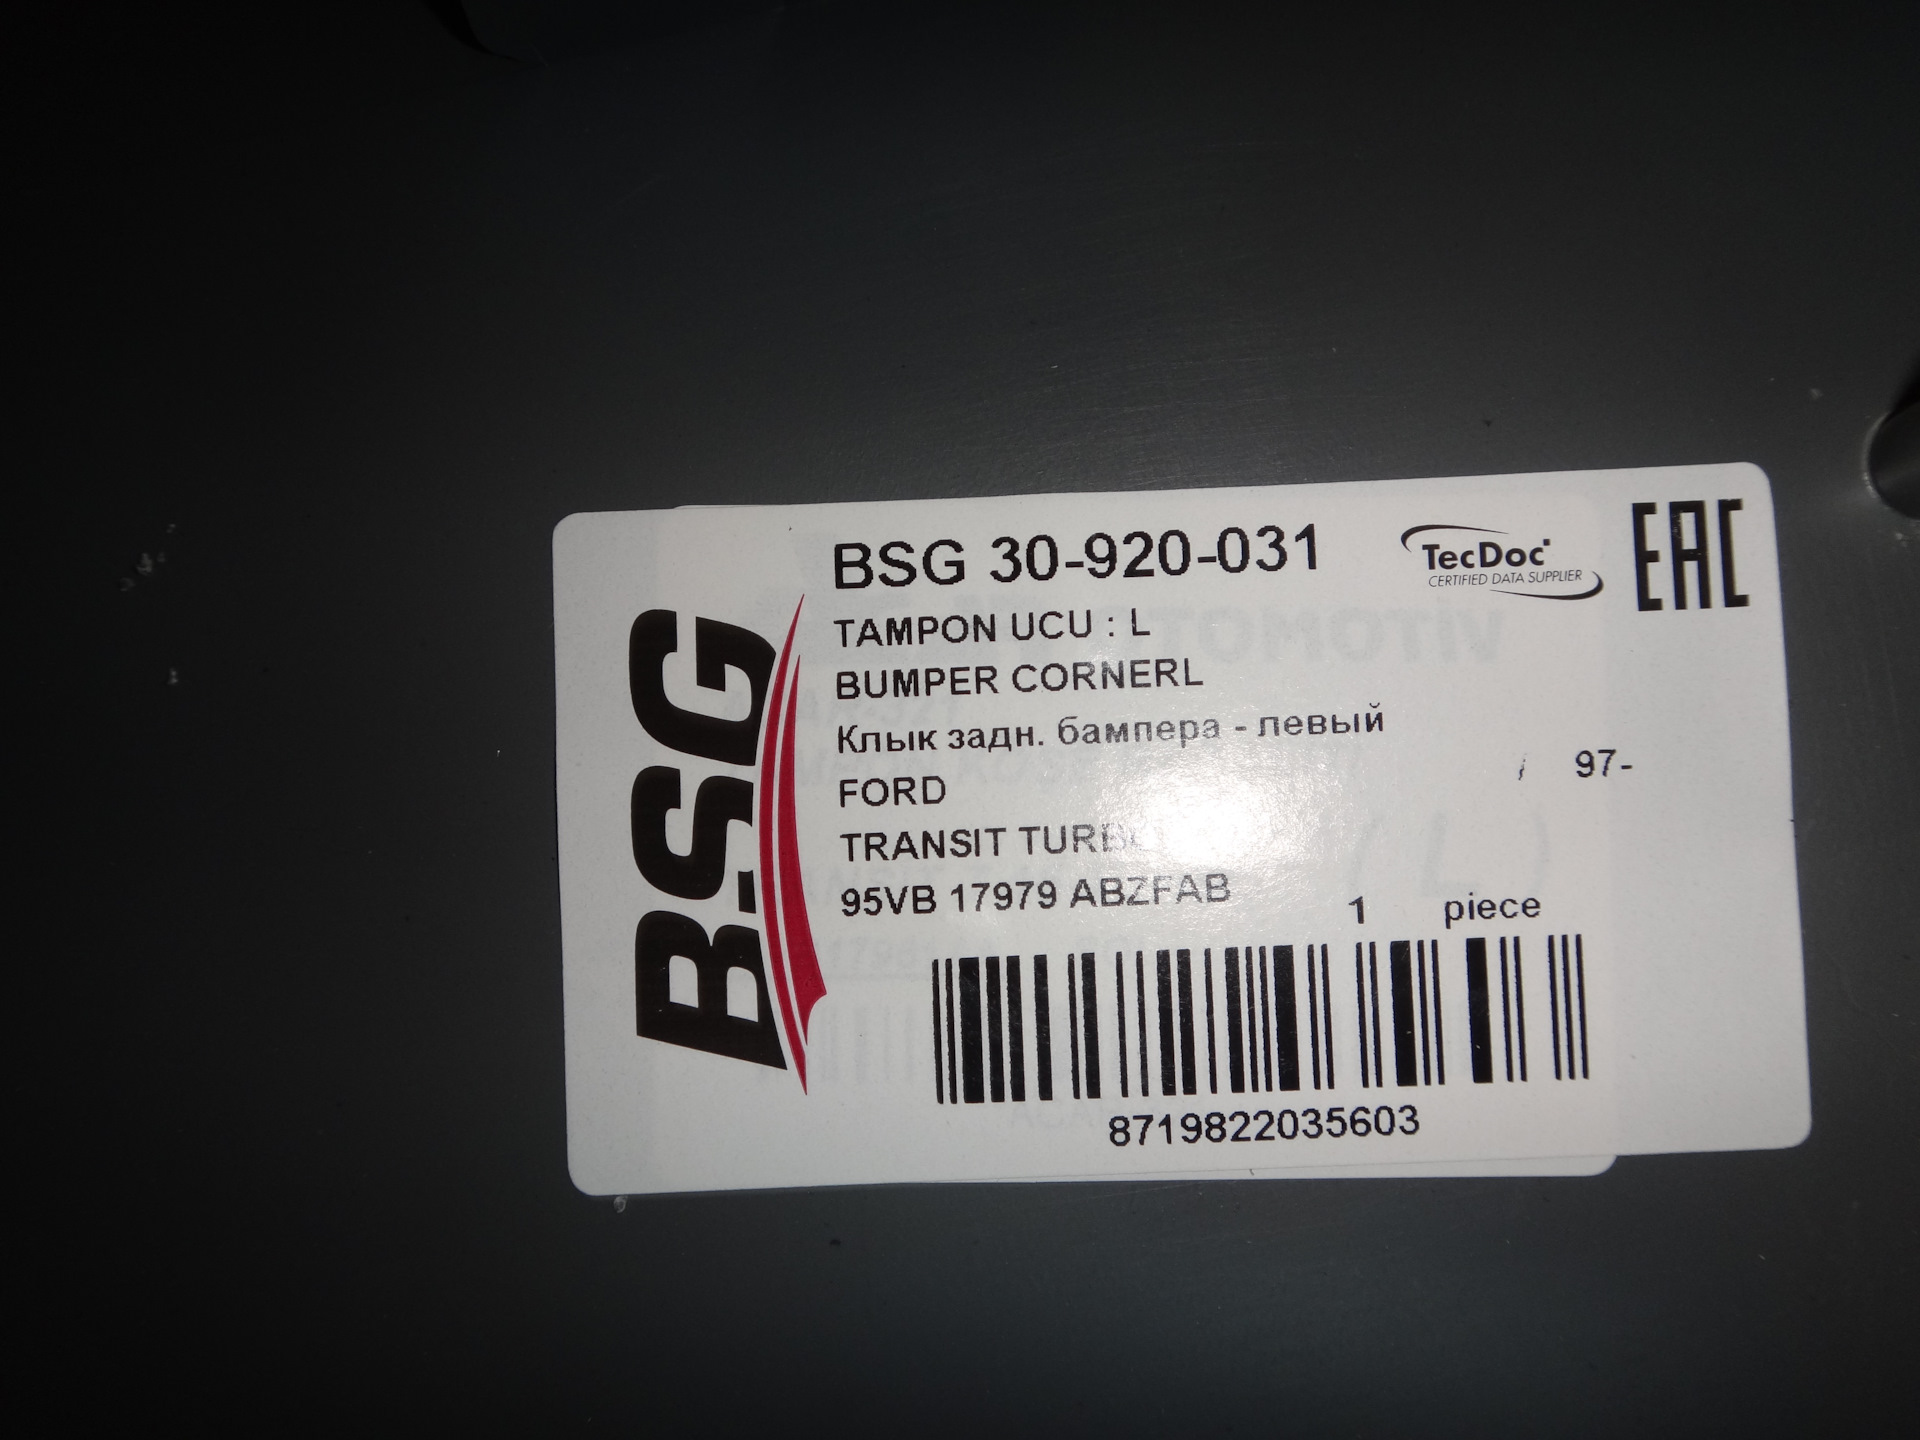 BSG 30-920-031
TecDoc
CERTIFIED DATA SUPPLIER
EAC
BSG
TAMPON UCU : L
BUMPER CORNERL
Клык задн. бампера - левый
FORD / 97-
TRANSIT
95VB 17979 ABZFAB
1 piece
8719822035603